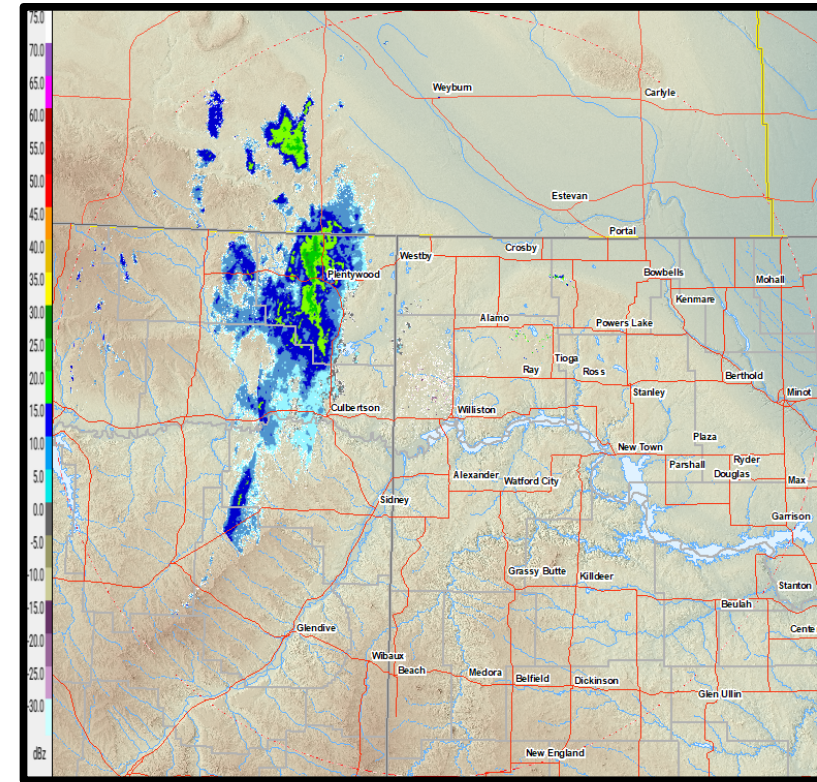 75.0
70.0
65.0
60.0
55.0
50.0
45.0
40.0
35.0
30.0
25.0
20.0
15.0
10.0
5.0
0.0
-5.0
-10.0
-15.0
-20.0
-25.0
-30.0
dBz
Weyburn
Carlyle
Estevan
Portal
Crosby
Westby
Plentywood
Bowbells
Mohall
Kenmare
Alamo
Powers Lake
Tioga
Ray
Ross
Berthold
Stanley
Minot
Culbertson
Williston
Plaza
New Town
Ryder
Parshall
Douglas
Alexander
Watford City
Max
Sidney
Garrison
Grassy Butte
Killdeer
Stanton
Beulah
Glendive
Cente
Wibaux
Beach
Medora
Belfield
Dickinson
Glen Ullin
New England